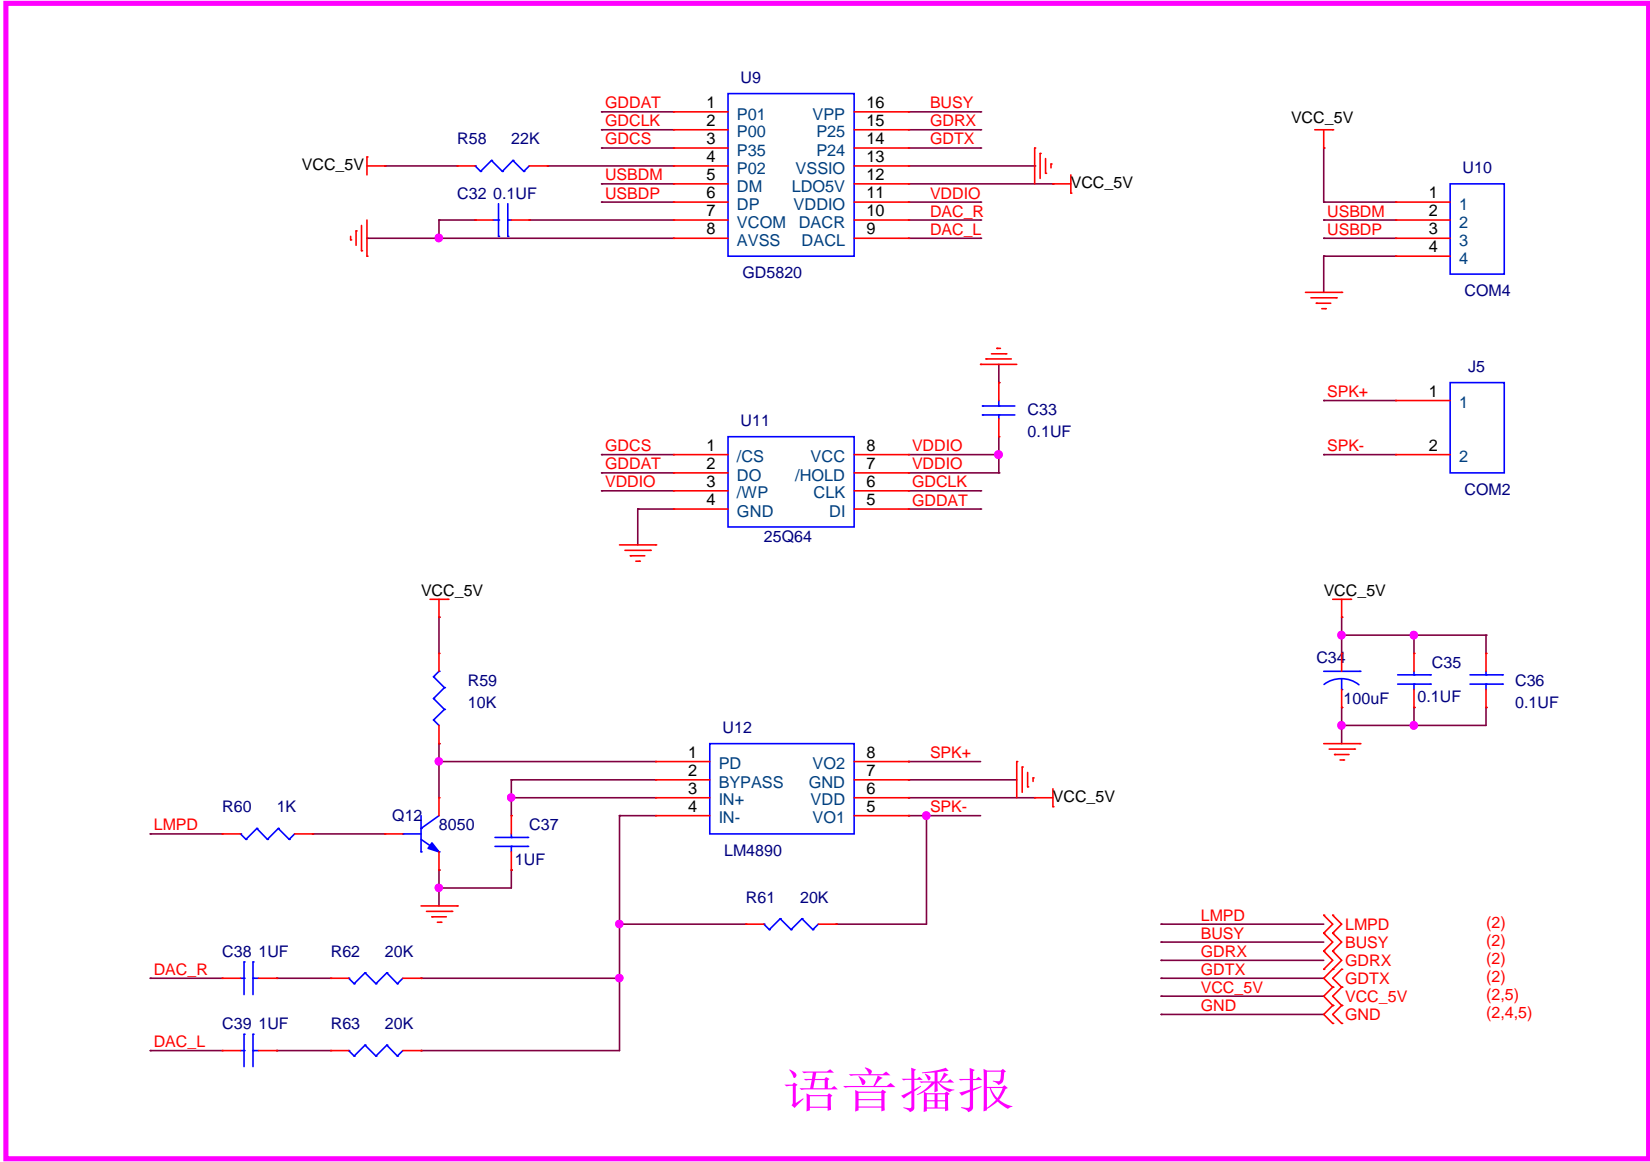 U9
GDDAT 1 P01 VPP 16 BUSY
GDCLK 2 P00 P25 15 GDRX
GDCS 3 P35 P24 14 GDTX
VCC_5V R58 22K 4 P02 VSSIO 13
USBDM 5 DM LDO5V 12 VCC_5V
USBDP 6 DP VDDIO 11 VDDIO
C32 0.1UF 7 VCOM DACR 10 DAC_R
8 AVSS DACL 9 DAC_L
GD5820
VCC_5V
U10
1 1
USBDM 2 2
USBDP 3 3
4 4
COM4
C33
0.1UF
U11
GDCS 1 /CS VCC 8 VDDIO
GDDAT 2 DO /HOLD 7 VDDIO
VDDIO 3 /WP CLK 6 GDCLK
4 GND DI 5 GDDAT
25Q64
J5
SPK+ 1 1
SPK- 2 2
COM2
VCC_5V
R59
10K
U12
1 PD VO2 8 SPK+
2 BYPASS GND 7
3 IN+ VDD 6 VCC_5V
4 IN- VO1 5 SPK-
LM4890
LMPD R60 1K Q12 8050
C37
1UF
R61 20K
DAC_R C38 1UF R62 20K
DAC_L C39 1UF R63 20K
VCC_5V
C34
100uF
C35
0.1UF
C36
0.1UF
LMPD LMPD (2)
BUSY BUSY (2)
GDRX GDRX (2)
GDTX GDTX (2)
VCC_5V VCC_5V (2,5)
GND GND (2,4,5)
语音播报